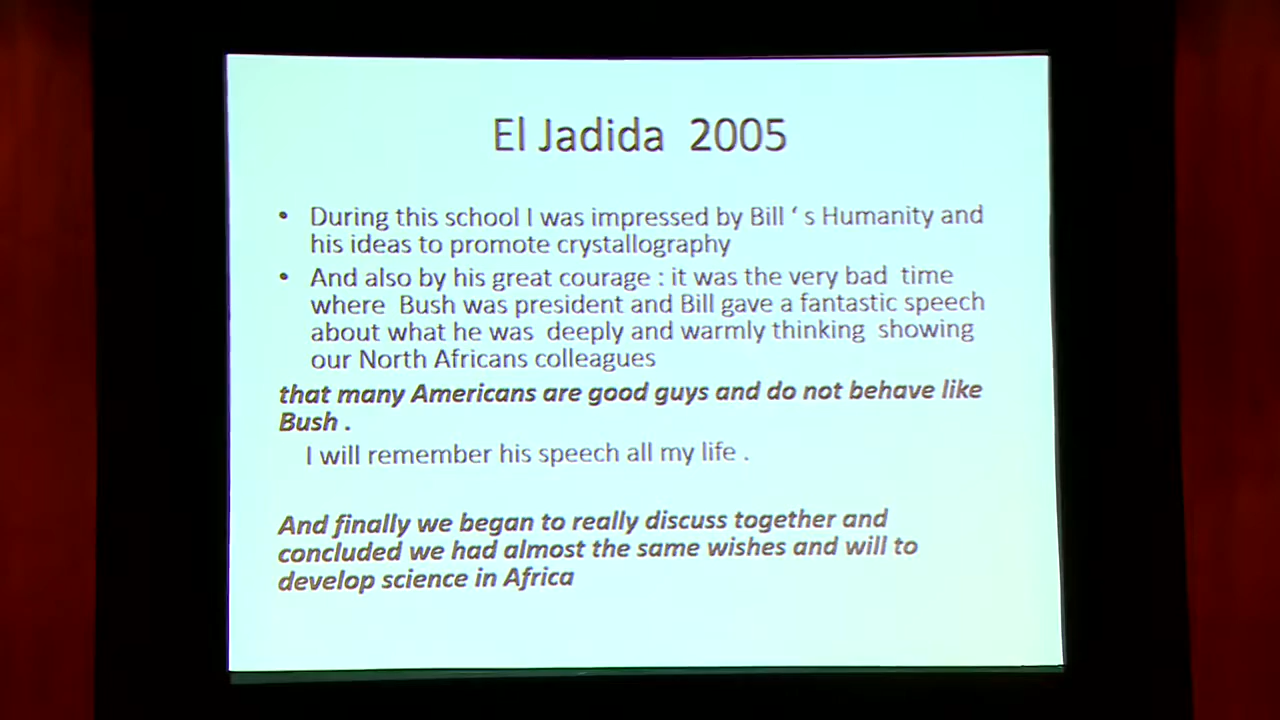 El Jadida 2005
• During this school I was impressed by Bill ‘ s Humanity and
his ideas to promote crystallography
• And also by his great courage : it was the very bad time
where Bush was president and Bill gave a fantastic speech
about what he was deeply and warmly thinking showing
our North Africans colleagues
that many Americans are good guys and do not behave like
Bush .
I will remember his speech all my life .
And finally we began to really discuss together and
concluded we had almost the same wishes and will to
develop science in Africa